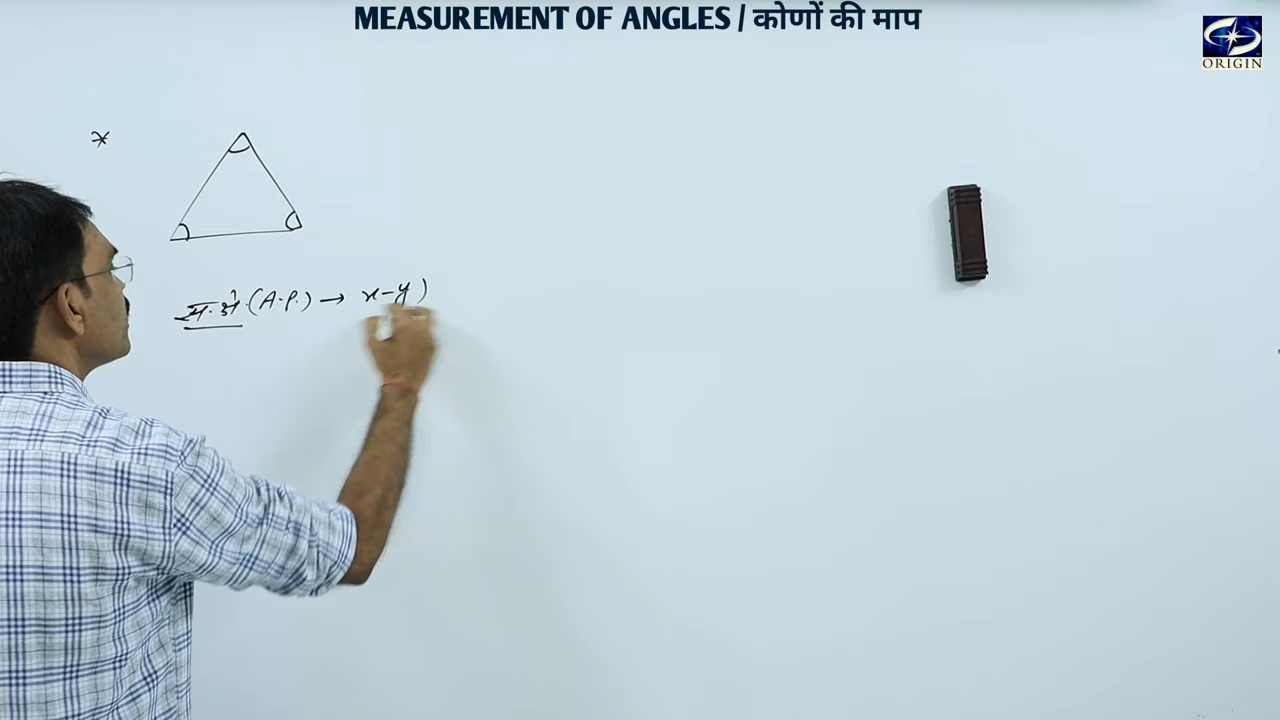 MEASUREMENT OF ANGLES / कोणों की माप
ORIGIN
*
स.श्रे (A.P.) → x-y)